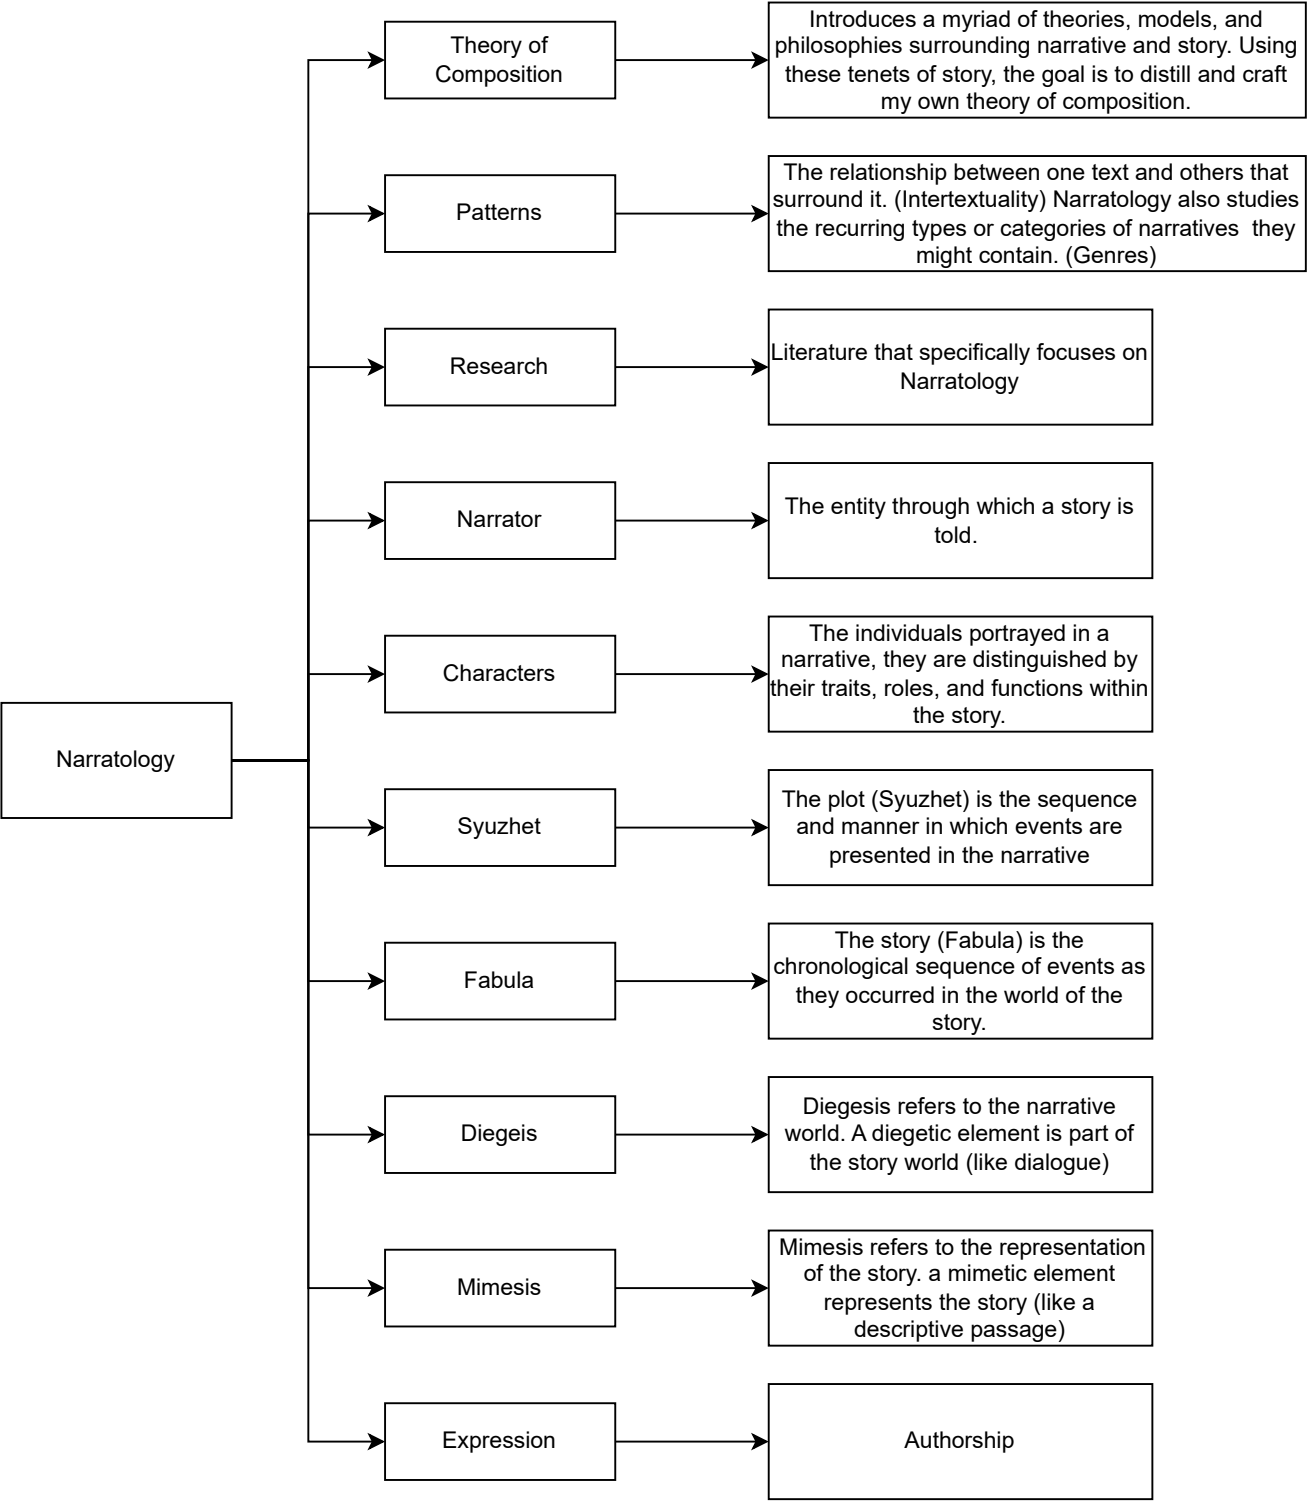 Theory of
Composition
Introduces a myriad of theories, models, and
philosophies surrounding narrative and story. Using
these tenets of story, the goal is to distill and craft
my own theory of composition.
Patterns
The relationship between one text and others that
surround it. (Intertextuality) Narratology also studies
the recurring types or categories of narratives  they
might contain. (Genres)
Research
Literature that specifically focuses on
Narratology
Narrator
The entity through which a story is
told.
Characters
The individuals portrayed in a
narrative, they are distinguished by
their traits, roles, and functions within
the story.
Narratology
Syuzhet
The plot (Syuzhet) is the sequence
and manner in which events are
presented in the narrative
Fabula
The story (Fabula) is the
chronological sequence of events as
they occurred in the world of the
story.
Diegeis
Diegesis refers to the narrative
world. A diegetic element is part of
the story world (like dialogue)
Mimesis
Mimesis refers to the representation
of the story. a mimetic element
represents the story (like a
descriptive passage)
Expression
Authorship